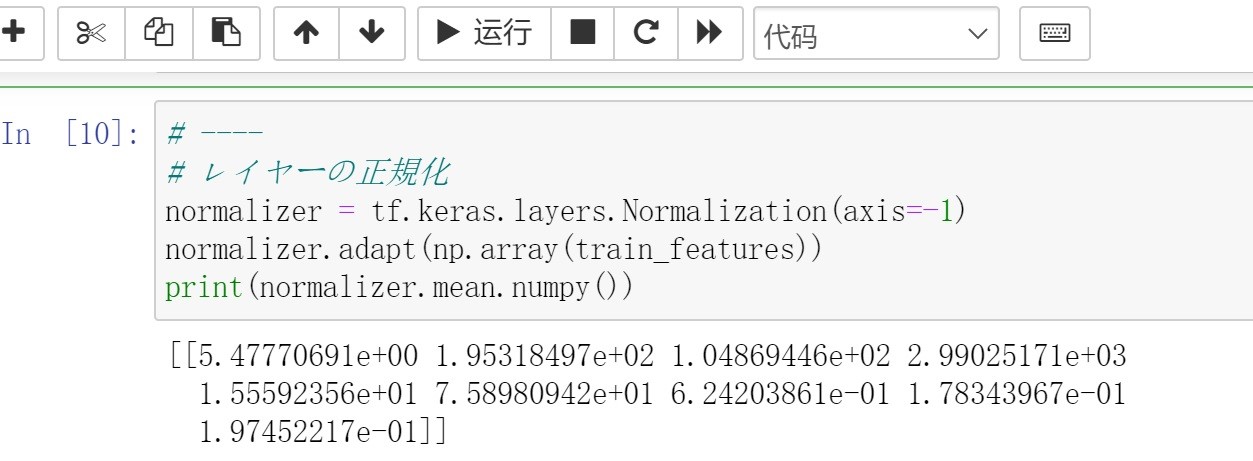 运行
代码
In [10]:
# ----
# レイヤーの正規化
normalizer = tf.keras.layers.Normalization(axis=-1)
normalizer.adapt(np.array(train_features))
print(normalizer.mean.numpy())
[[5.47770691e+00 1.95318497e+02 1.04869446e+02 2.99025171e+03
1.55592356e+01 7.58980942e+01 6.24203861e-01 1.78343967e-01
1.97452217e-01]]